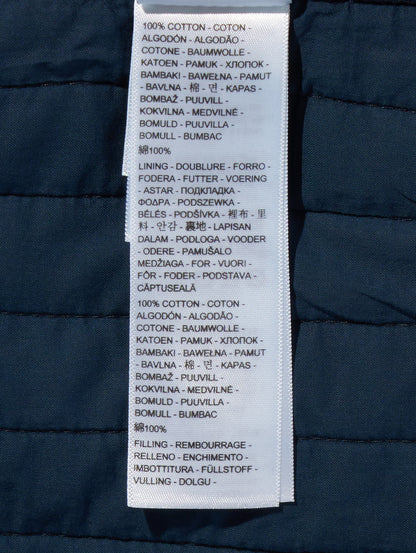 100% COTTON - COTON -
ALGODÓN - ALGODÃO -
COTONE - BAUMWOLLE -
KATOEN - PAMUK - ХЛОПОК -
BAMBAKI - BAWEŁNA - PAMUT
- BAVLNA - 棉 - 면 - KAPAS -
BOMBAŽ - PUUVILL -
KOKVILNA - MEDVILNĖ -
BOMULD - PUUVILLA -
BOMULL - BUMBAC
綿100%
LINING - DOUBLURE - FORRO -
FODERA - FUTTER - VOERING
- ASTAR - ПОДКЛАДКА -
ΦΟΔΡΑ - PODSZEWKA -
BÉLÉS - PODŠÍVKA - 裡布 - 里
料 - 안감 - 裏地 - LAPISAN
DALAM - PODLOGA - VOODER
- ODERE - PAMUŠALO
MEDŽIAGA - FOR - VUORI -
FÔR - FODER - PODSTAVA -
CĂPTUSEALĂ
100% COTTON - COTON -
ALGODÓN - ALGODÃO -
COTONE - BAUMWOLLE -
KATOEN - PAMUK - ХЛОПОК -
BAMBAKI - BAWEŁNA - PAMUT
- BAVLNA - 棉 - 면 - KAPAS -
BOMBAŽ - PUUVILL -
KOKVILNA - MEDVILNĖ -
BOMULD - PUUVILLA -
BOMULL - BUMBAC
綿100%
FILLING - REMBOURRAGE -
RELLENO - ENCHIMENTO -
IMBOTTITURA - FÜLLSTOFF -
VULLING - DOLGU -